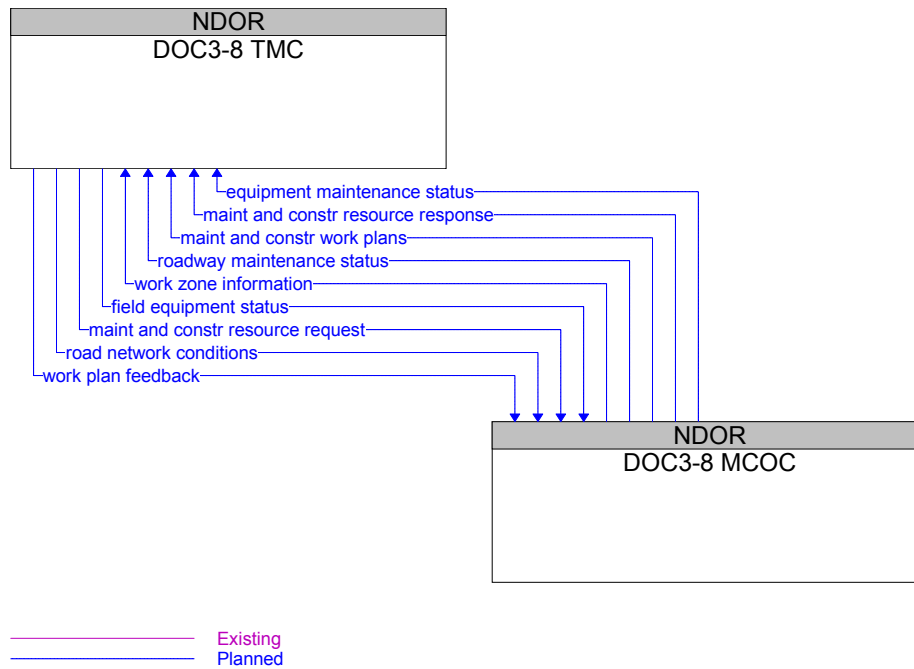 NDOR
DOC3-8 TMC
equipment maintenance status
maint and constr resource response
maint and constr work plans
roadway maintenance status
work zone information
field equipment status
maint and constr resource request
road network conditions
work plan feedback
NDOR
DOC3-8 MCOC
Existing
Planned